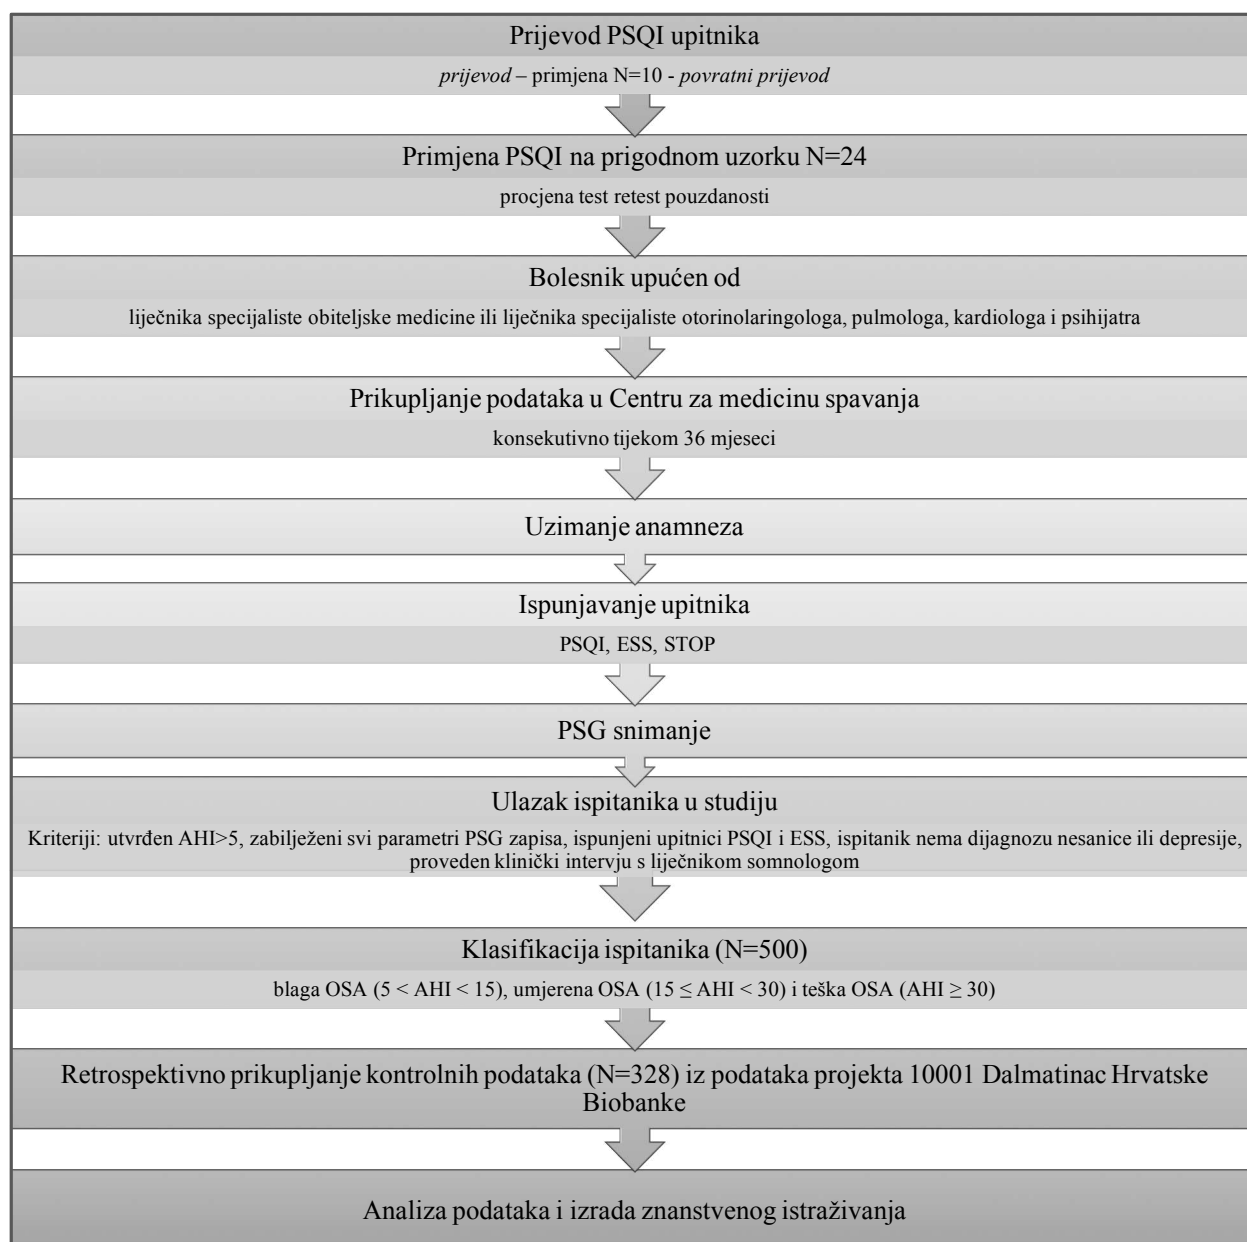 Prijevod PSQI upitnika
prijevod – primjena N=10 - povratni prijevod
Primjena PSQI na prigodnom uzorku N=24
procjena test retest pouzdanosti
Bolesnik upućen od
liječnika specijaliste obiteljske medicine ili liječnika specijaliste otorinolaringologa, pulmologa, kardiologa i psihijatra
Prikupljanje podataka u Centru za medicinu spavanja
konsekutivno tijekom 36 mjeseci
Uzimanje anamneza
Ispunjavanje upitnika
PSQI, ESS, STOP
PSG snimanje
Ulazak ispitanika u studiju
Kriteriji: utvrđen AHI>5, zabilježeni svi parametri PSG zapisa, ispunjeni upitnici PSQI i ESS, ispitanik nema dijagnozu nesanice ili depresije,
proveden klinički intervju s liječnikom somnologom
Klasifikacija ispitanika (N=500)
blaga OSA (5 < AHI < 15), umjerena OSA (15 ≤ AHI < 30) i teška OSA (AHI ≥ 30)
Retrospektivno prikupljanje kontrolnih podataka (N=328) iz podataka projekta 10001 Dalmatinac Hrvatske
Biobanke
Analiza podataka i izrada znanstvenog istraživanja